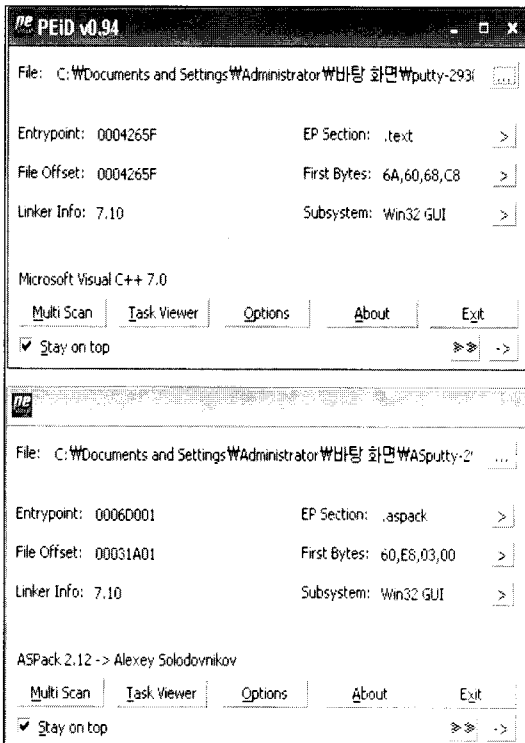 PEiD v0.94
File: C:₩Documents and Settings₩Administrator₩바탕 화면₩putty-293( ...
Entrypoint: 0004265F EP Section: .text >
File Offset: 0004265F First Bytes: 6A,60,68,C8 >
Linker Info: 7.10 Subsystem: Win32 GUI >
Microsoft Visual C++ 7.0
Multi Scan Task Viewer Options About Exit
Stay on top >> ->
File: C:₩Documents and Settings₩Administrator₩바탕 화면₩ASputty-2 ...
Entrypoint: 0006D001 EP Section: .aspack >
File Offset: 00031A01 First Bytes: 60,E8,03,00 >
Linker Info: 7.10 Subsystem: Win32 GUI >
ASPack 2.12 -> Alexey Solodovnikov
Multi Scan Task Viewer Options About Exit
Stay on top >> ->